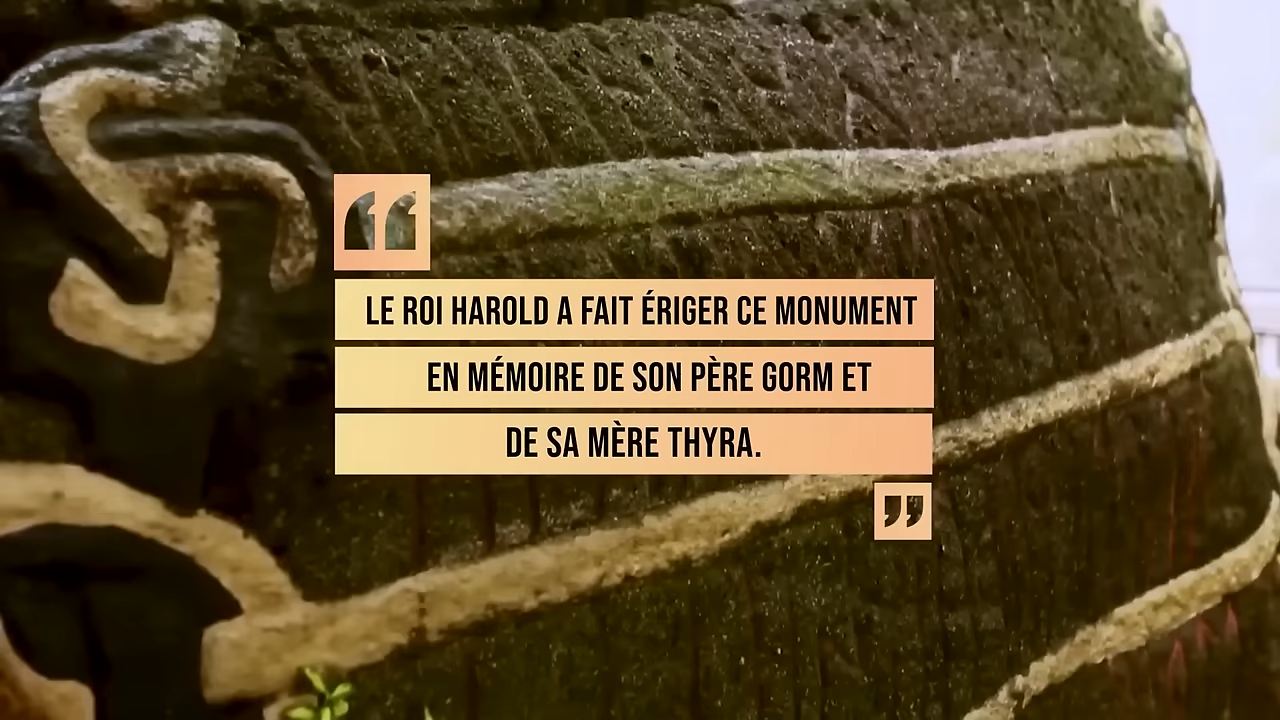 “
LE ROI HAROLD A FAIT ÉRIGER CE MONUMENT
EN MÉMOIRE DE SON PÈRE GORM ET
DE SA MÈRE THYRA.
”